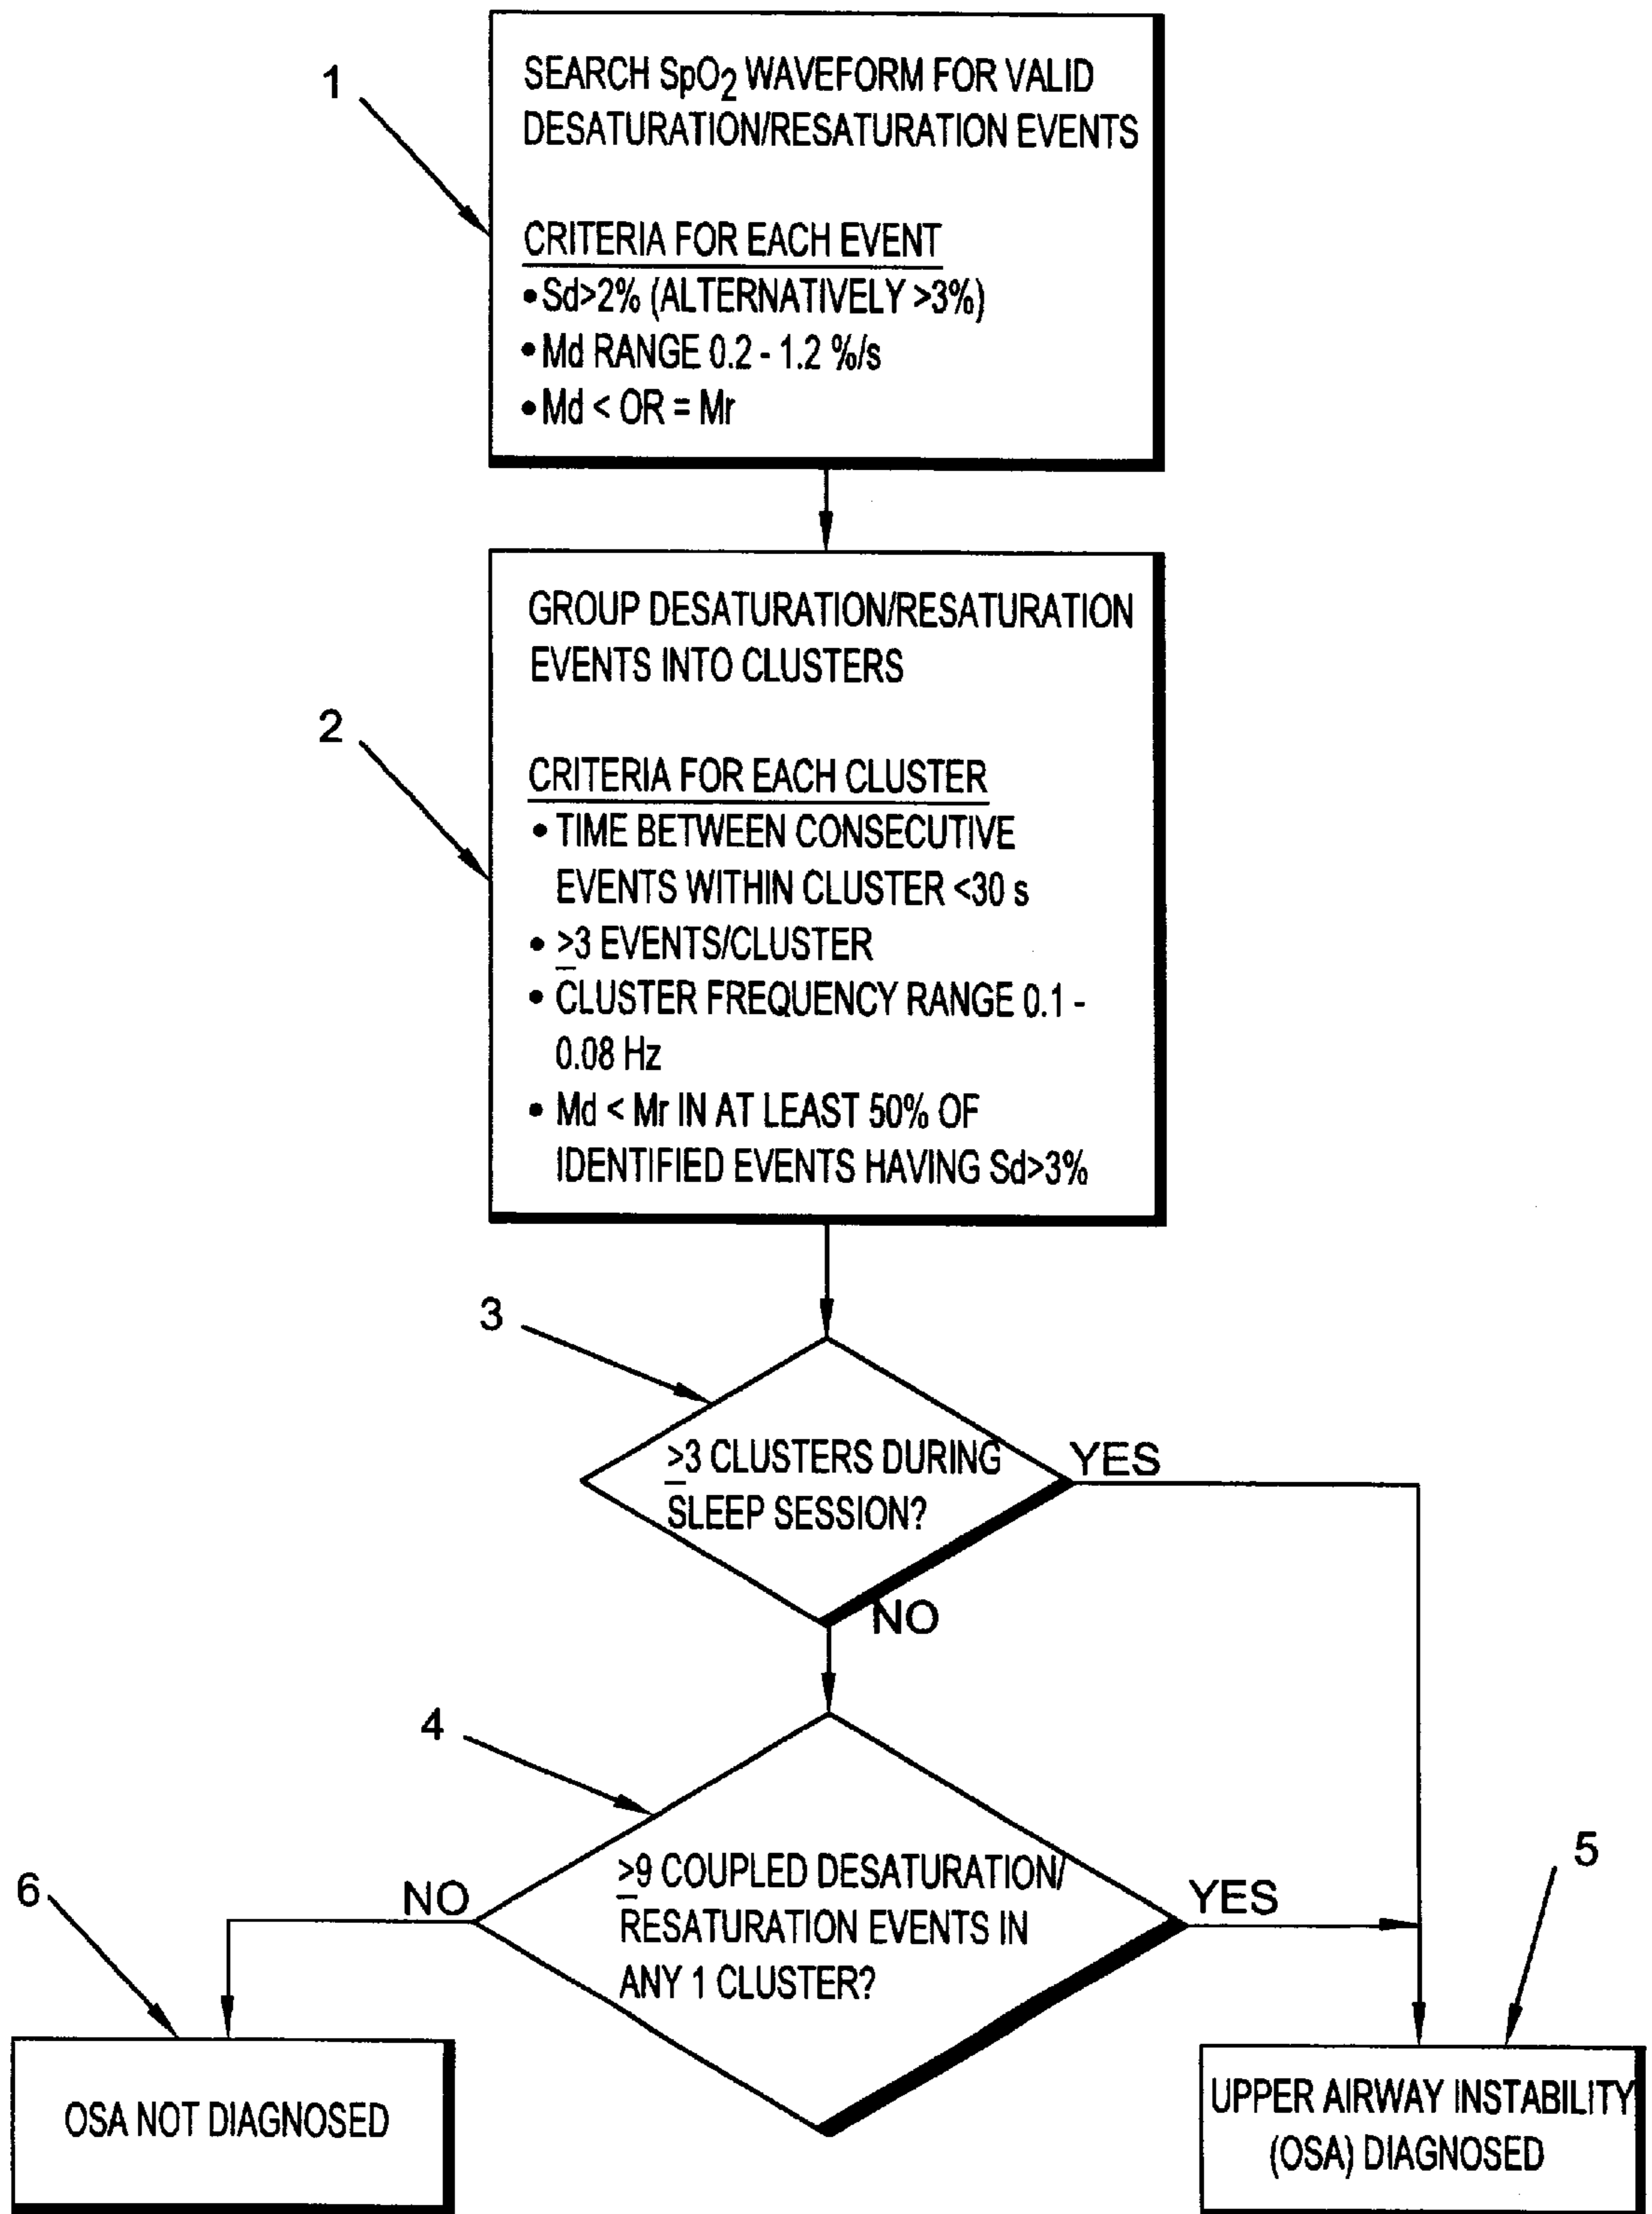 1
SEARCH SpO2 WAVEFORM FOR VALID
DESATURATION/RESATURATION EVENTS
CRITERIA FOR EACH EVENT
• Sd>2% (ALTERNATIVELY >3%)
• Md RANGE 0.2 - 1.2 %/s
• Md < OR = Mr
2
GROUP DESATURATION/RESATURATION
EVENTS INTO CLUSTERS
CRITERIA FOR EACH CLUSTER
• TIME BETWEEN CONSECUTIVE
EVENTS WITHIN CLUSTER <30 s
• ≥3 EVENTS/CLUSTER
• CLUSTER FREQUENCY RANGE 0.1 -
0.08 Hz
• Md < Mr IN AT LEAST 50% OF
IDENTIFIED EVENTS HAVING Sd>3%
3
≥3 CLUSTERS DURING
SLEEP SESSION?
YES
NO
4
≥9 COUPLED DESATURATION/
RESATURATION EVENTS IN
ANY 1 CLUSTER?
NO
YES
5
6
OSA NOT DIAGNOSED
UPPER AIRWAY INSTABILITY
(OSA) DIAGNOSED